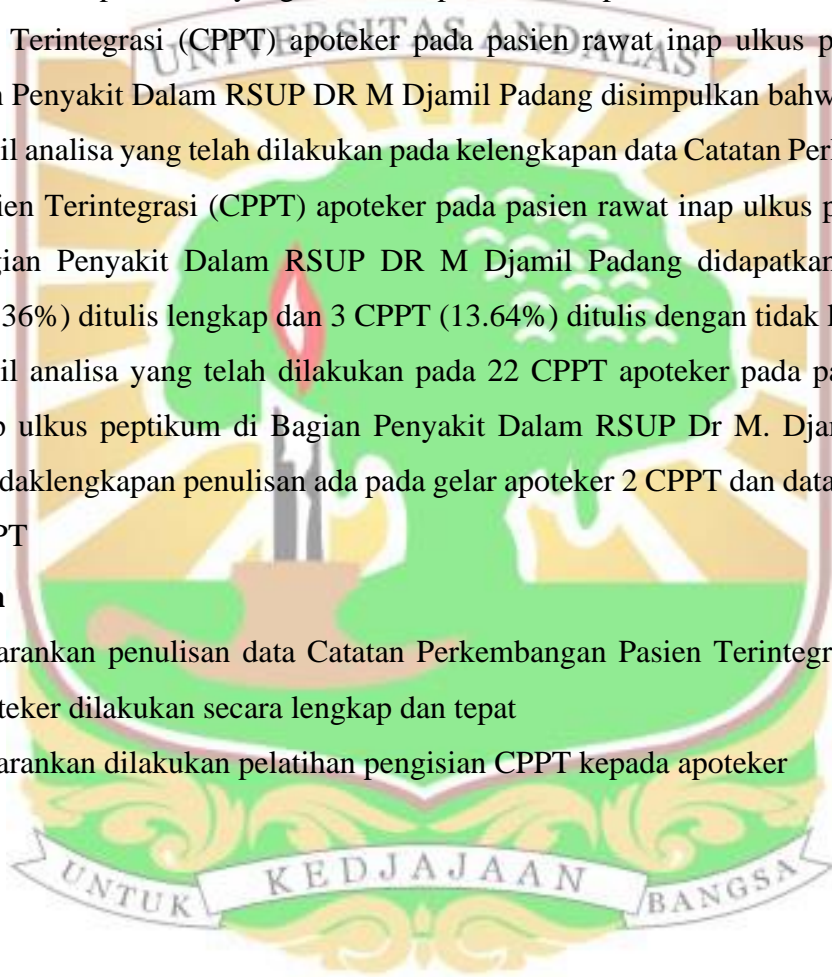 UNIVERSITAS ANDALAS
Terintegrasi (CPPT) apoteker pada pasien rawat inap ulkus p
Penyakit Dalam RSUP DR M Djamil Padang disimpulkan bahw
il analisa yang telah dilakukan pada kelengkapan data Catatan Per
ien Terintegrasi (CPPT) apoteker pada pasien rawat inap ulkus p
gian Penyakit Dalam RSUP DR M Djamil Padang didapatkan
36%) ditulis lengkap dan 3 CPPT (13.64%) ditulis dengan tidak
il analisa yang telah dilakukan pada 22 CPPT apoteker pada pa
ulkus peptikum di Bagian Penyakit Dalam RSUP Dr M. Djar
daklengkapan penulisan ada pada gelar apoteker 2 CPPT dan data
PT
arankan penulisan data Catatan Perkembangan Pasien Terintegr
teker dilakukan secara lengkap dan tepat
arankan dilakukan pelatihan pengisian CPPT kepada apoteker
UNTUK KEDJAJAAN BANGSA